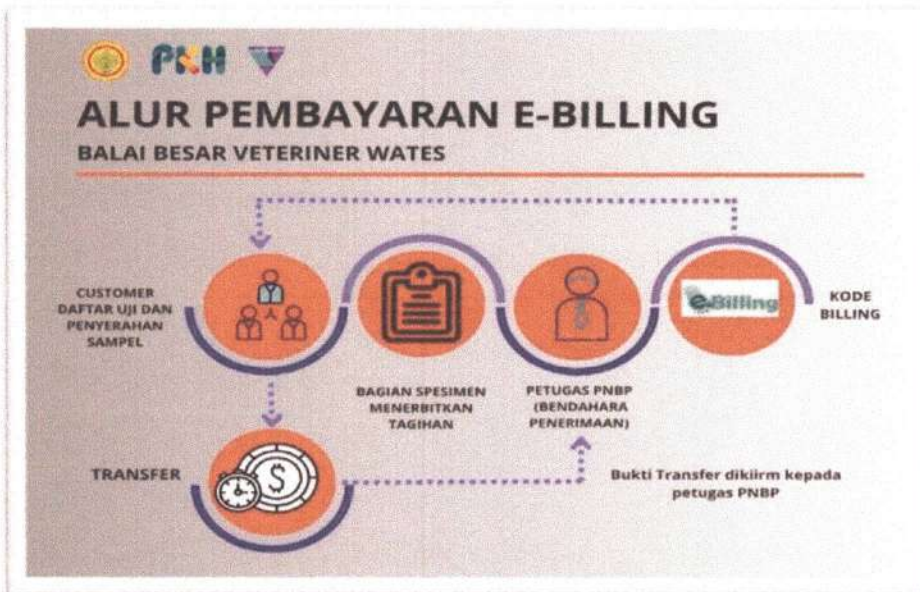 PKH
ALUR PEMBAYARAN E-BILLING
BALAI BESAR VETERINER WATES
CUSTOMER
DAFTAR UJI DAN
PENYERAHAN
SAMPEL
e-Billing
KODE
BILLING
BAGIAN SPESIMEN
MENERBITKAN
TAGIHAN
PETUGAS PNBP
(BENDAHARA
PENERIMAAN)
TRANSFER
$
Bukti Transfer dikiirm kepada
petugas PNBP